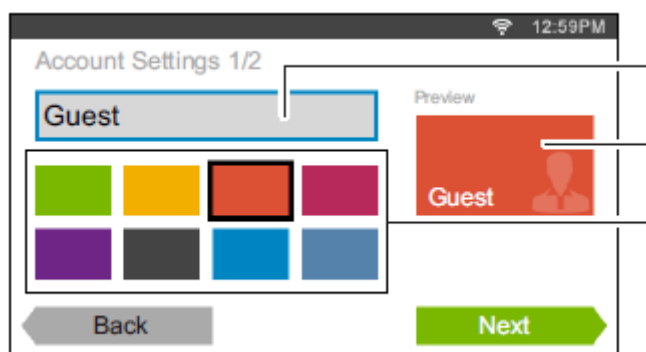 12:59PM
Account Settings 1/2
Guest
Preview
Guest
Back
Next